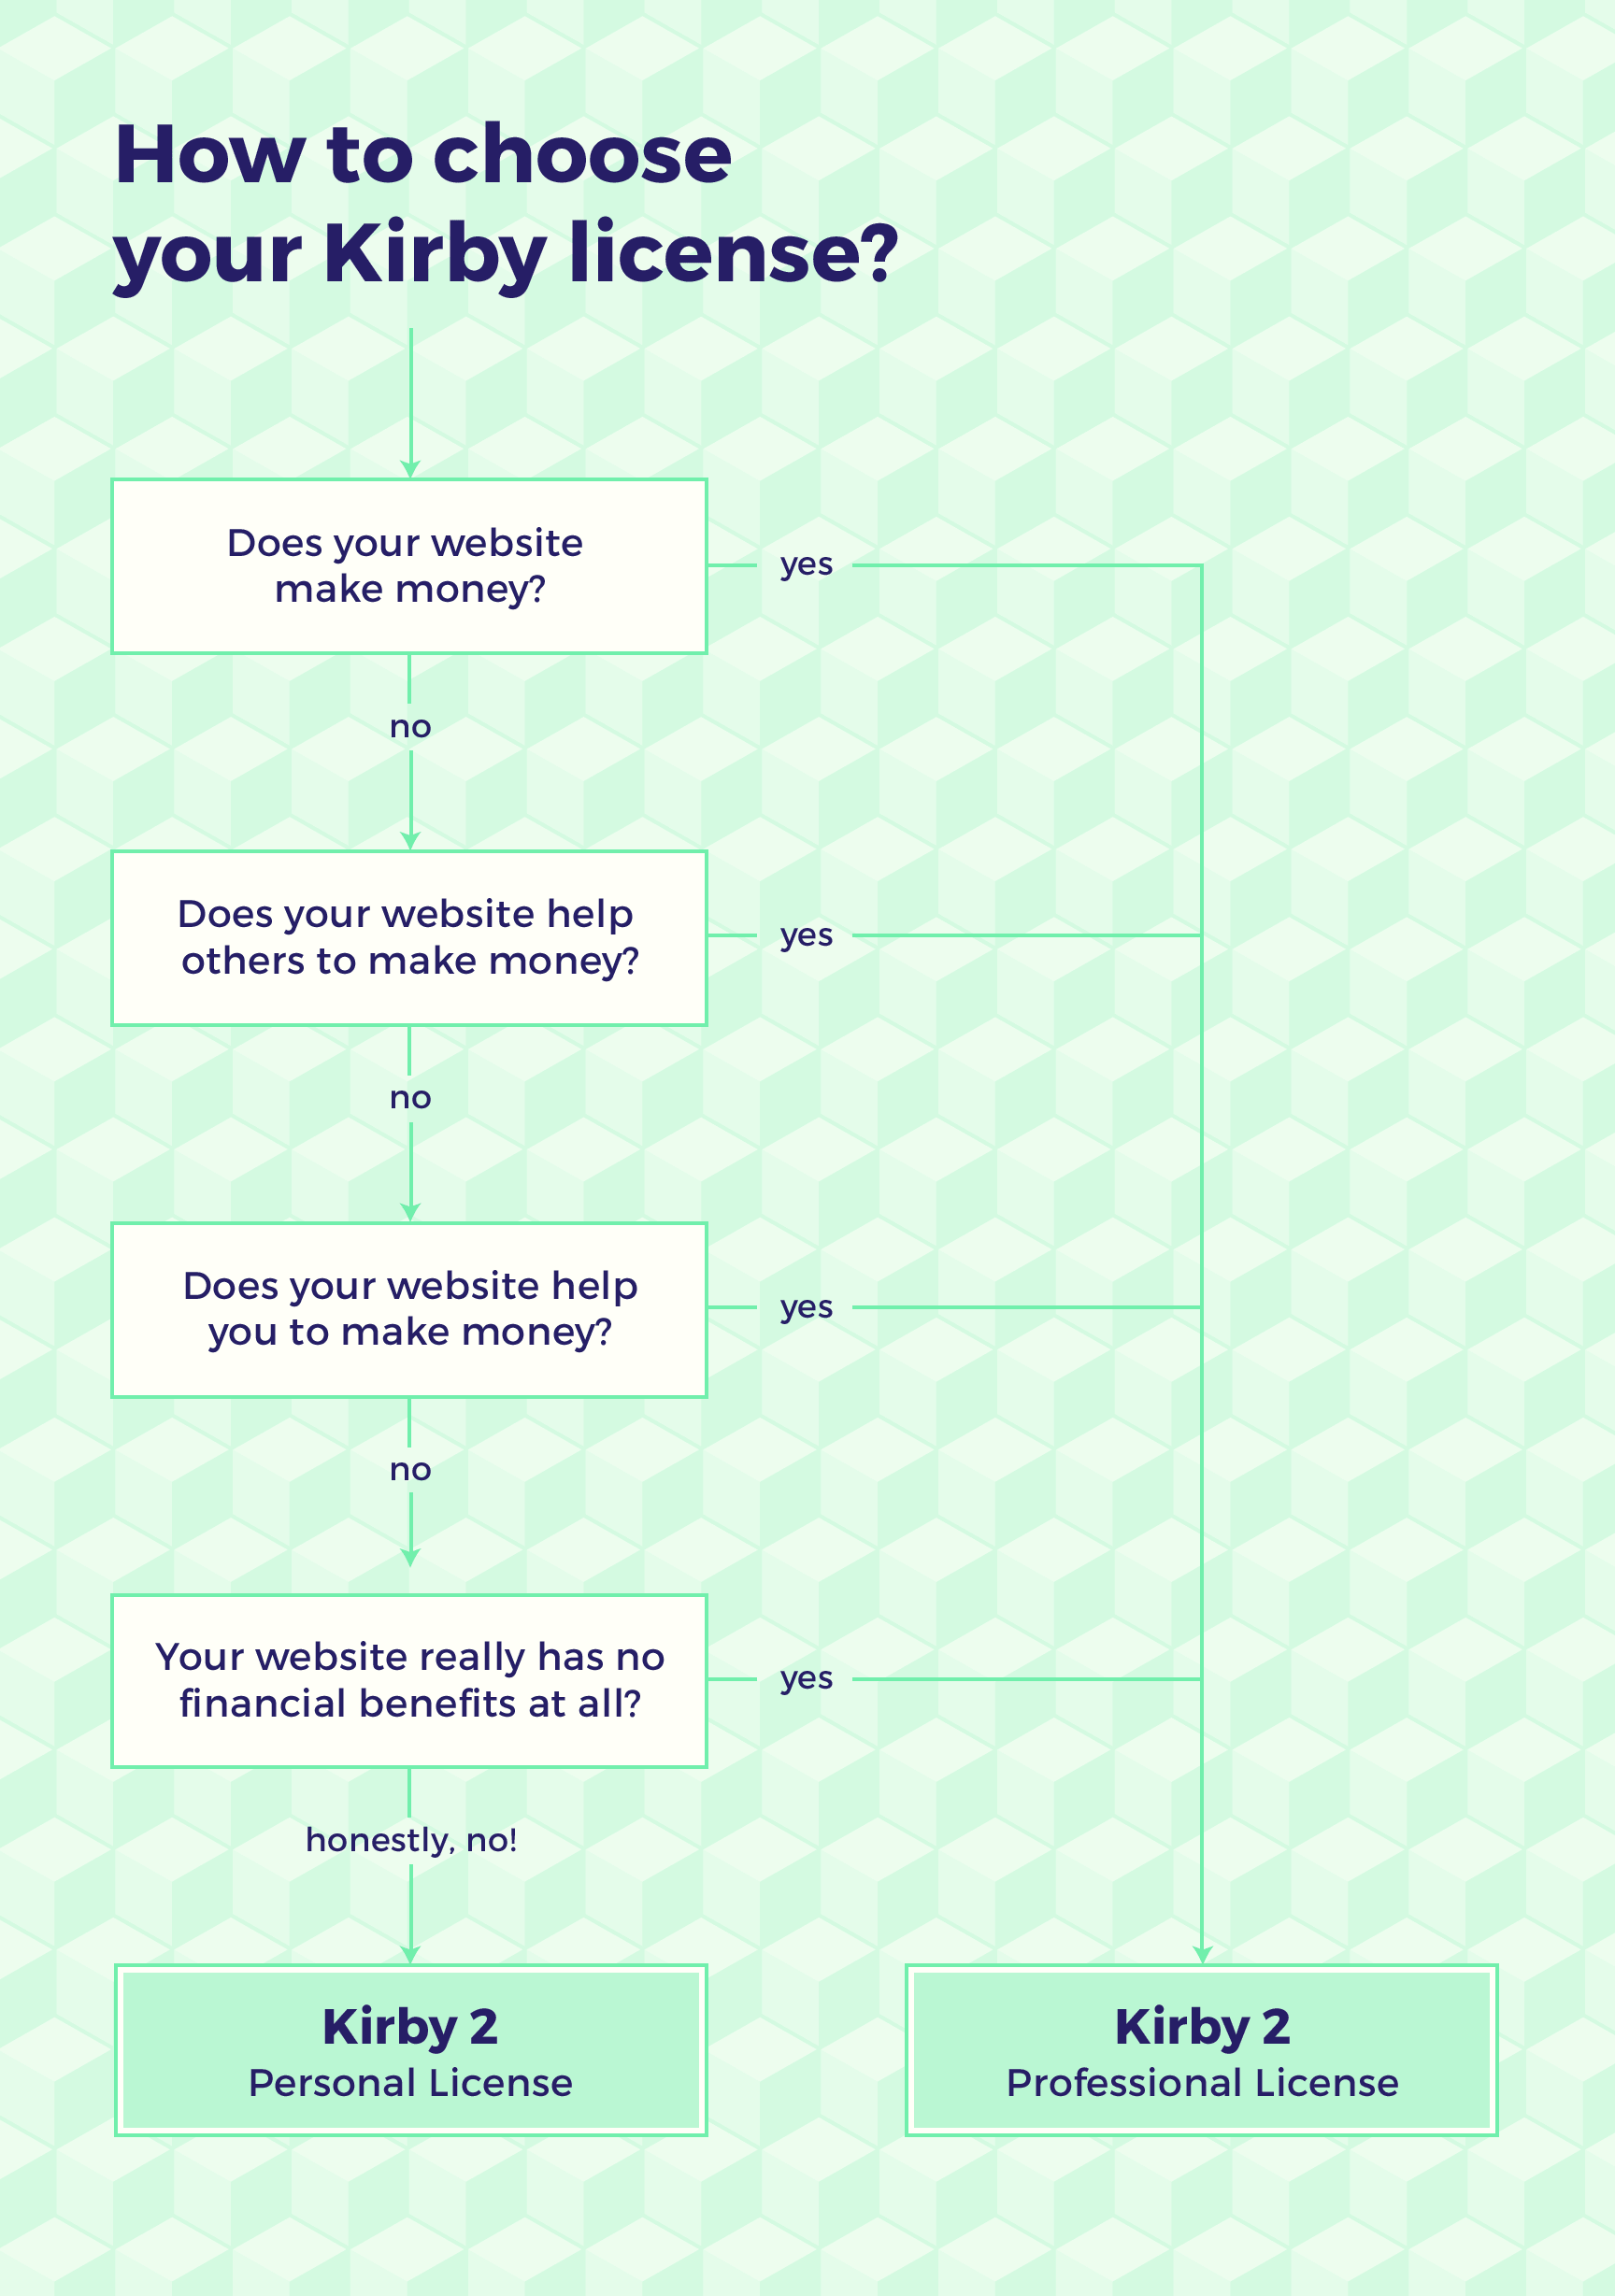 How to choose
your Kirby license?
Does your website
make money?
yes
no
Does your website help
others to make money?
yes
no
Does your website help
you to make money?
yes
no
Your website really has no
financial benefits at all?
yes
honestly, no!
Kirby 2
Personal License
Kirby 2
Professional License